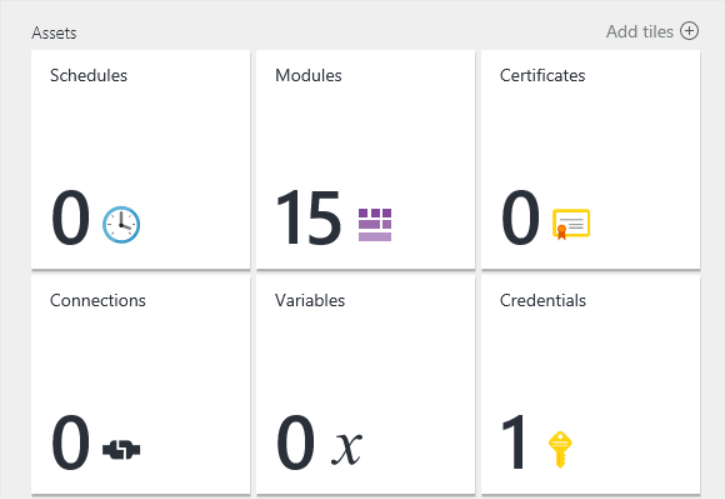 Assets Add tiles
Schedules Modules Certificates
0 15 0
Connections Variables Credentials
0 0 x 1